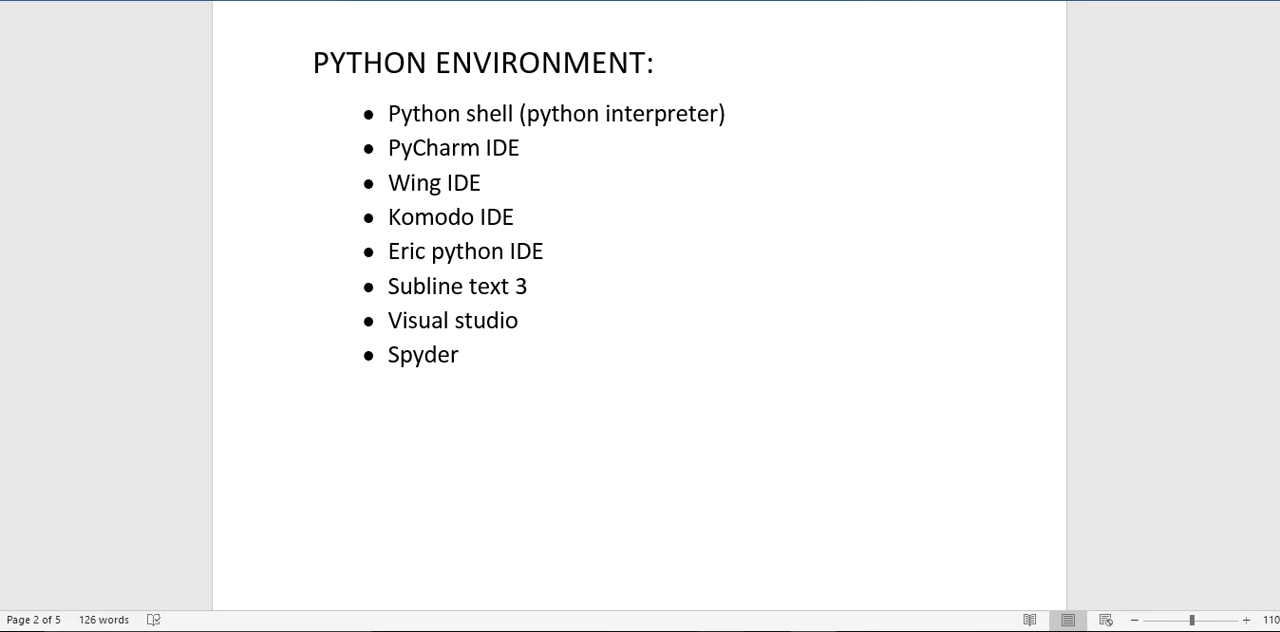 PYTHON ENVIRONMENT:
● Python shell (python interpreter)
● PyCharm IDE
● Wing IDE
● Komodo IDE
● Eric python IDE
● Subline text 3
● Visual studio
● Spyder
Page 2 of 5 126 words 110